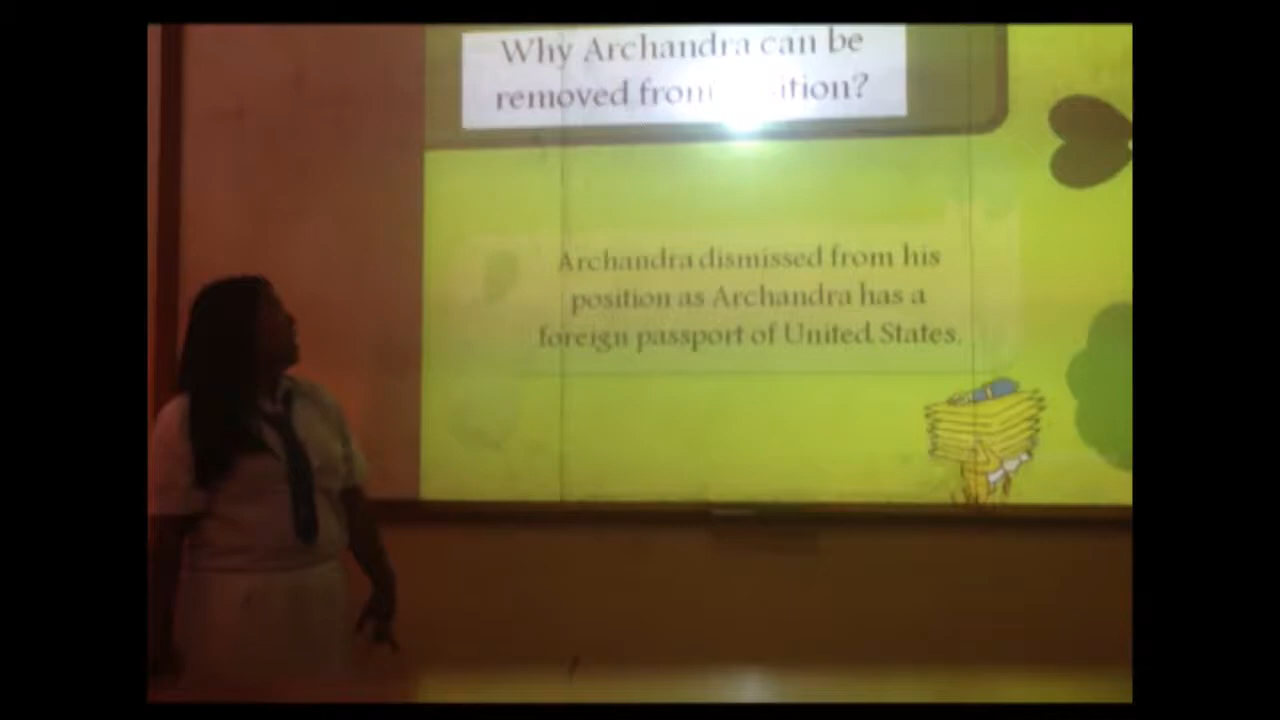 Why Archandra can be
removed from ition?
Archandra dismissed from his
position as Archandra has a
foreign passport of United States.